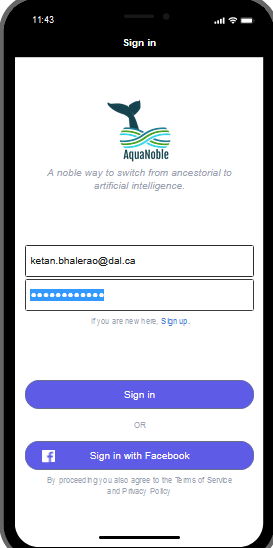 11:43
Sign in
AquaNoble
A noble way to switch from ancestorial to
artificial intelligence.
ketan.bhalerao@dal.ca
••••••••••••
If you are new here, Sign up.
Sign in
OR
Sign in with Facebook
By proceeding you also agree to the Terms of Service
and Privacy Policy